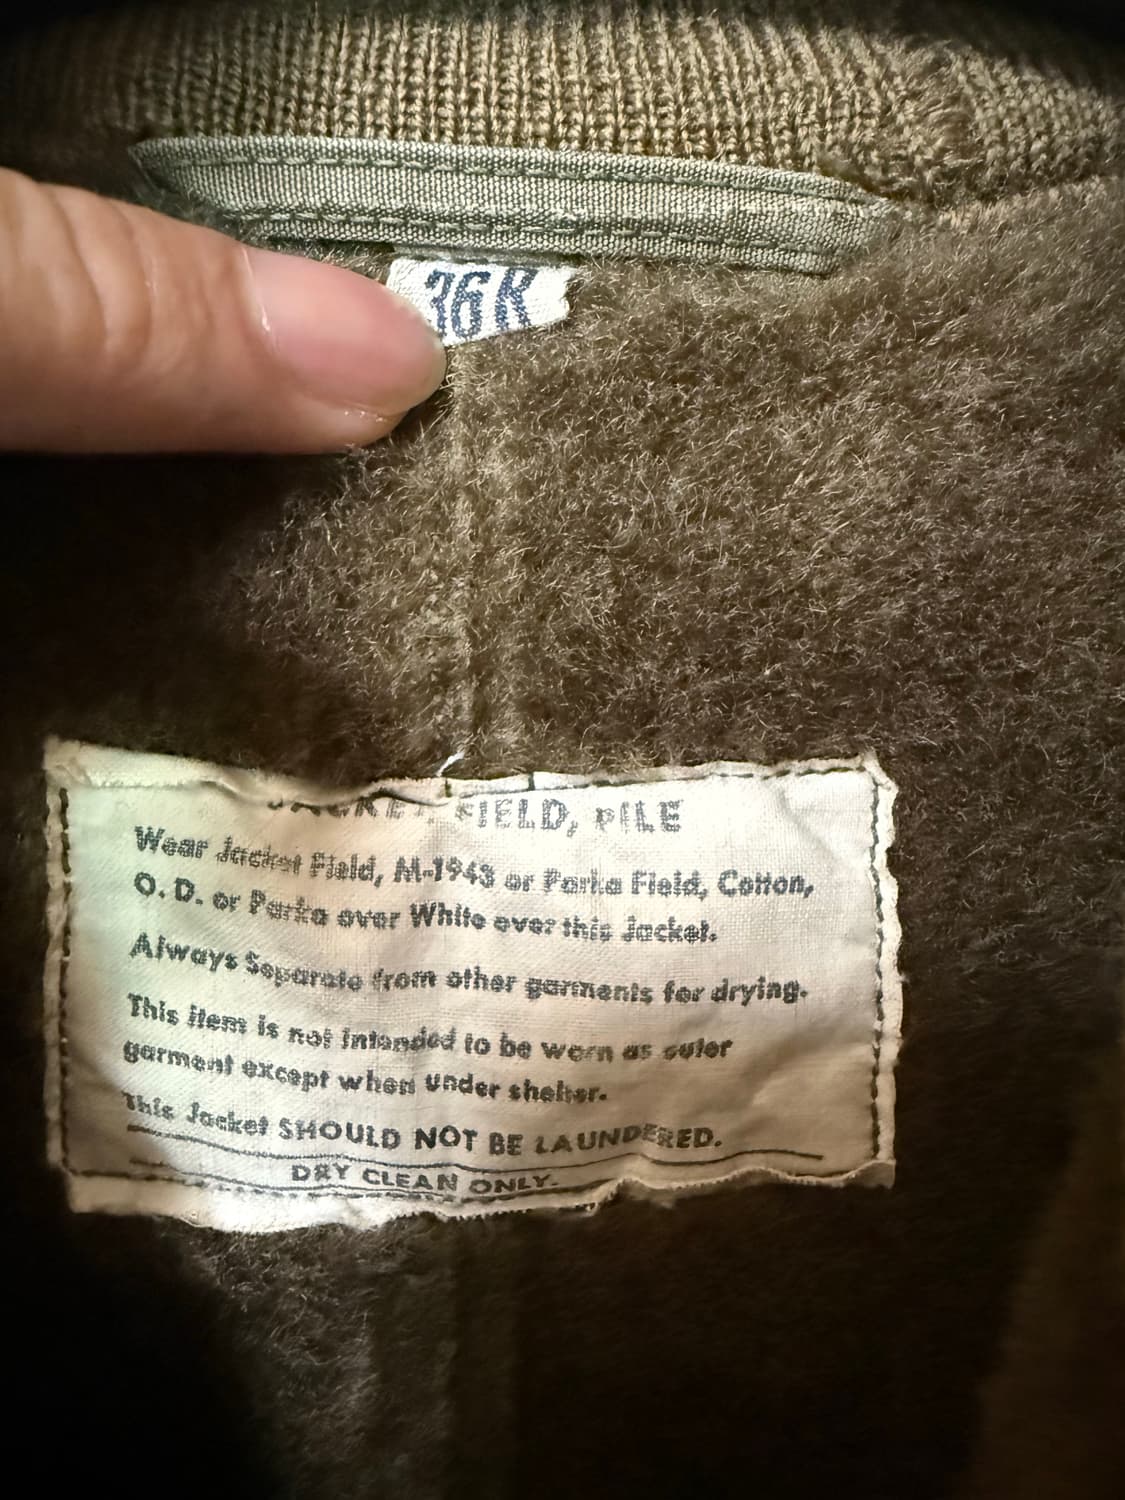 36R
JACKET, FIELD, PILE
Wear Jacket Field, M-1943 or Parka Field, Cotton,
O. D. or Parka over White over this Jacket.
Always Separate from other garments for drying.
This item is not intended to be worn as outer
garment except when under shelter.
This Jacket SHOULD NOT BE LAUNDERED.
DRY CLEAN ONLY.